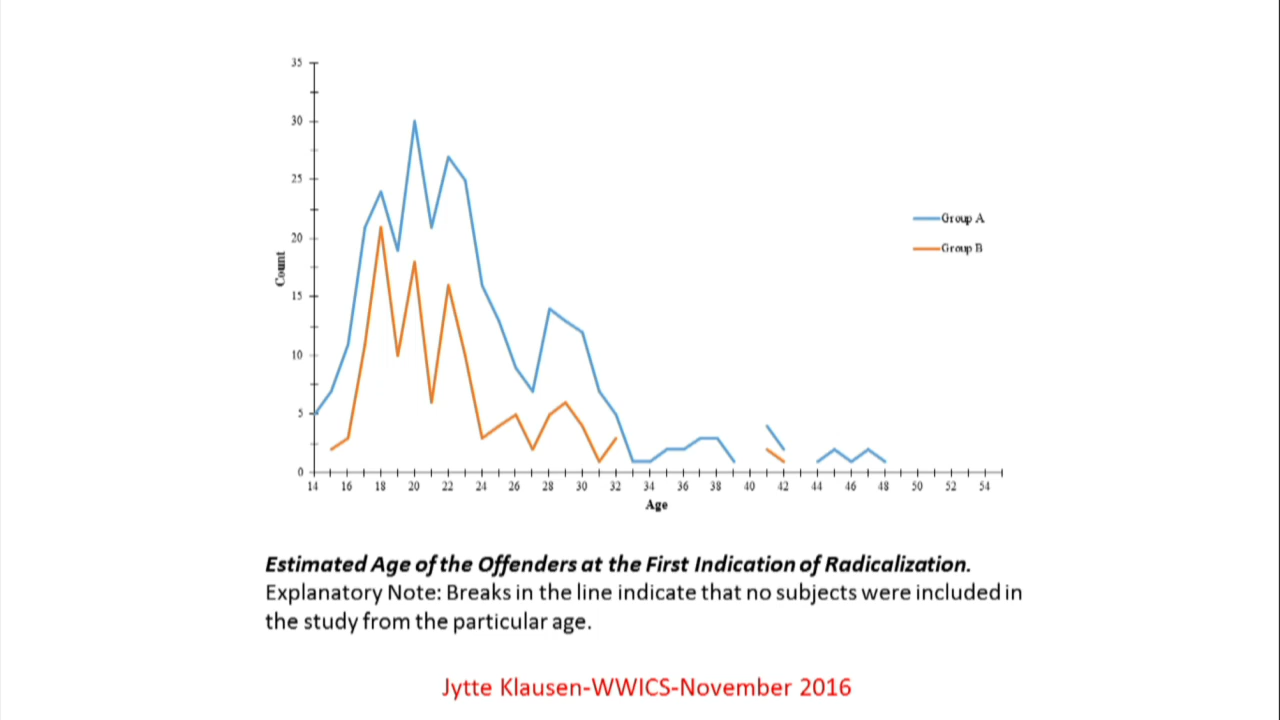 35
30
25
20
15
10
5
0
Count
14 16 18 20 22 24 26 28 30 32 34 36 38 40 42 44 46 48 50 52 54
Age
Group A
Group B
Estimated Age of the Offenders at the First Indication of Radicalization.
Explanatory Note: Breaks in the line indicate that no subjects were included in
the study from the particular age.
Jytte Klausen-WWICS-November 2016